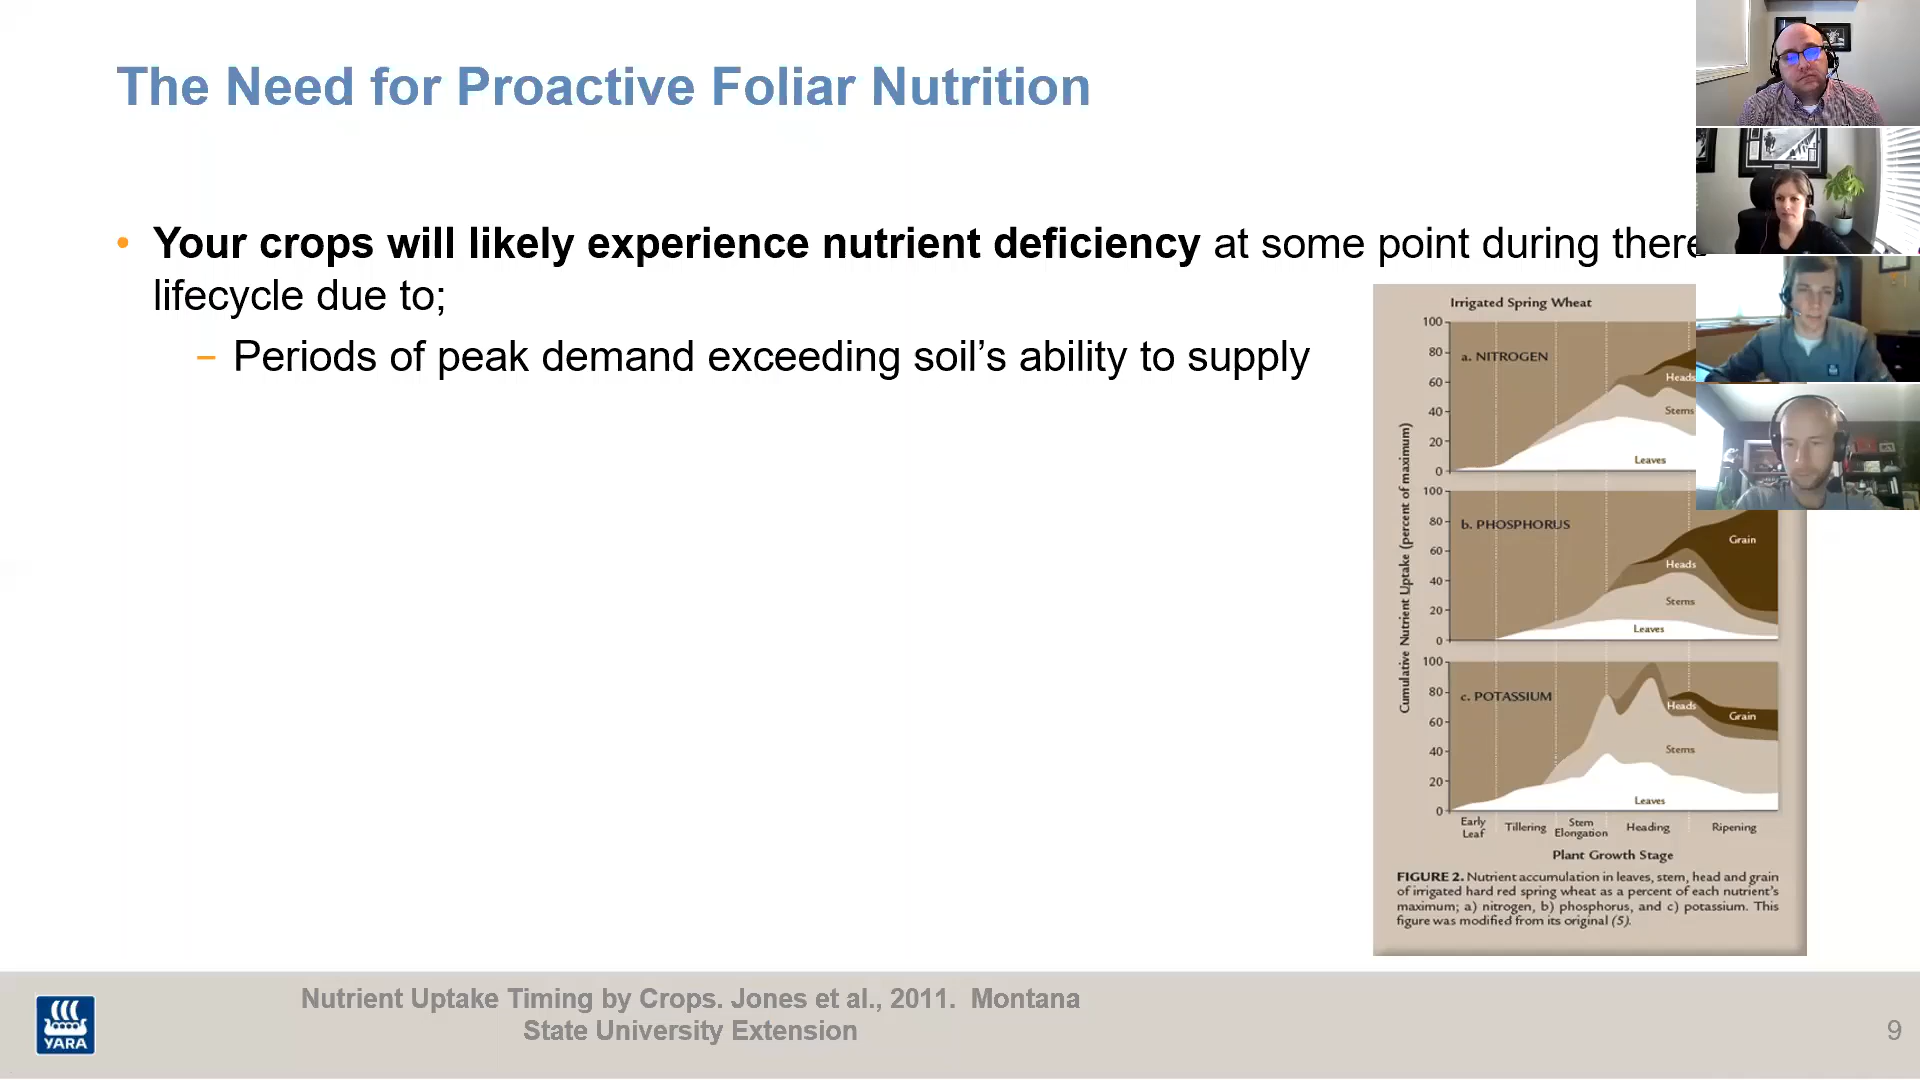 The Need for Proactive Foliar Nutrition
• Your crops will likely experience nutrient deficiency at some point during there
lifecycle due to;
– Periods of peak demand exceeding soil's ability to supply
Irrigated Spring Wheat
Cumulative Nutrient Uptake (percent of maximum)
100
80
60
40
20
0
a. NITROGEN
Heads
Stems
Leaves
100
80
60
40
20
0
b. PHOSPHORUS
Grain
Heads
Stems
Leaves
100
80
60
40
20
0
c. POTASSIUM
Heads
Grain
Stems
Leaves
Early Leaf
Tillering
Stem Elongation
Heading
Ripening
Plant Growth Stage
FIGURE 2. Nutrient accumulation in leaves, stem, head and grain
of irrigated hard red spring wheat as a percent of each nutrient's
maximum; a) nitrogen, b) phosphorus, and c) potassium. This
figure was modified from its original (5).
YARA
Nutrient Uptake Timing by Crops. Jones et al., 2011. Montana
State University Extension
9